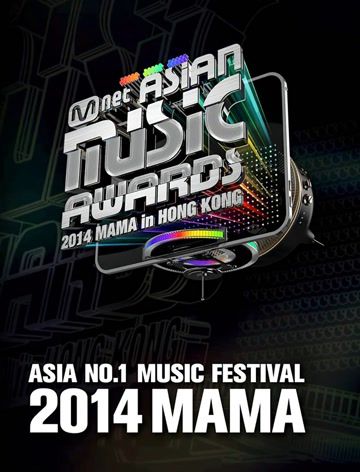 Mnet ASiAN
MUSiC
AWARDS
2014 MAMA in HONG KONG
ASIA NO.1 MUSIC FESTIVAL
2014 MAMA